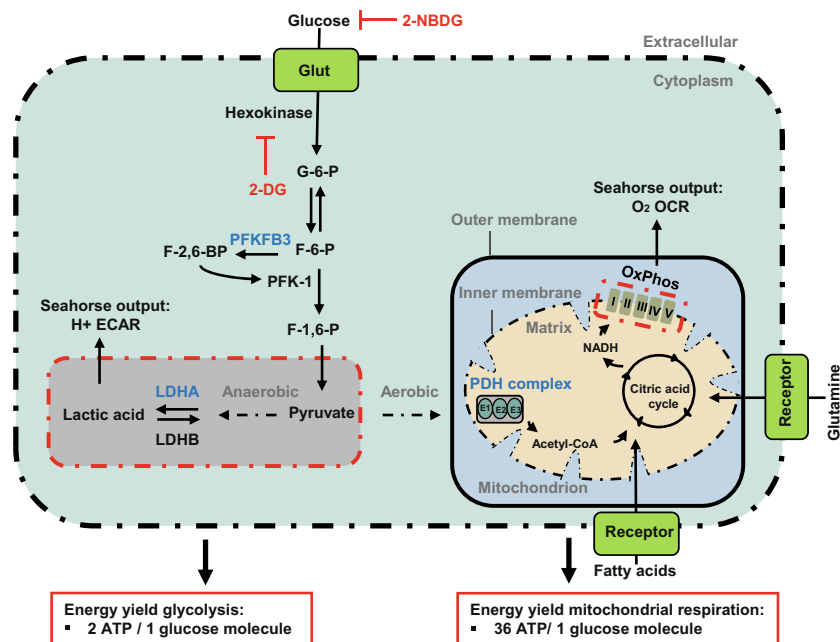 Glucose
2-NBDG
Extracellular
Glut
Cytoplasm
Hexokinase
G-6-P
2-DG
Seahorse output:
O2 OCR
Outer membrane
PFKFB3
F-2,6-BP
F-6-P
PFK-1
OxPhos
Seahorse output:
H+ ECAR
Inner membrane
I II III IV V
F-1,6-P
Matrix
NADH
LDHA
Anaerobic
Aerobic
PDH complex
Citric acid
cycle
Receptor
Glutamine
Lactic acid
Pyruvate
E1 E2 E3
LDHB
Acetyl-CoA
Mitochondrion
Receptor
Fatty acids
Energy yield glycolysis:
▪ 2 ATP / 1 glucose molecule
Energy yield mitochondrial respiration:
▪ 36 ATP/ 1 glucose molecule